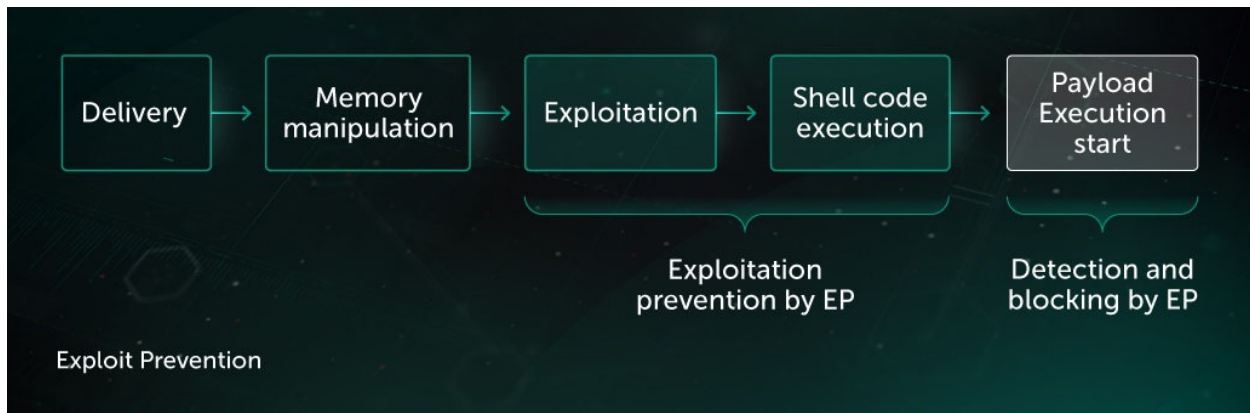 Delivery
Memory
manipulation
Exploitation
Shell code
execution
Payload
Execution
start
Exploitation
prevention by EP
Detection and
blocking by EP
Exploit Prevention